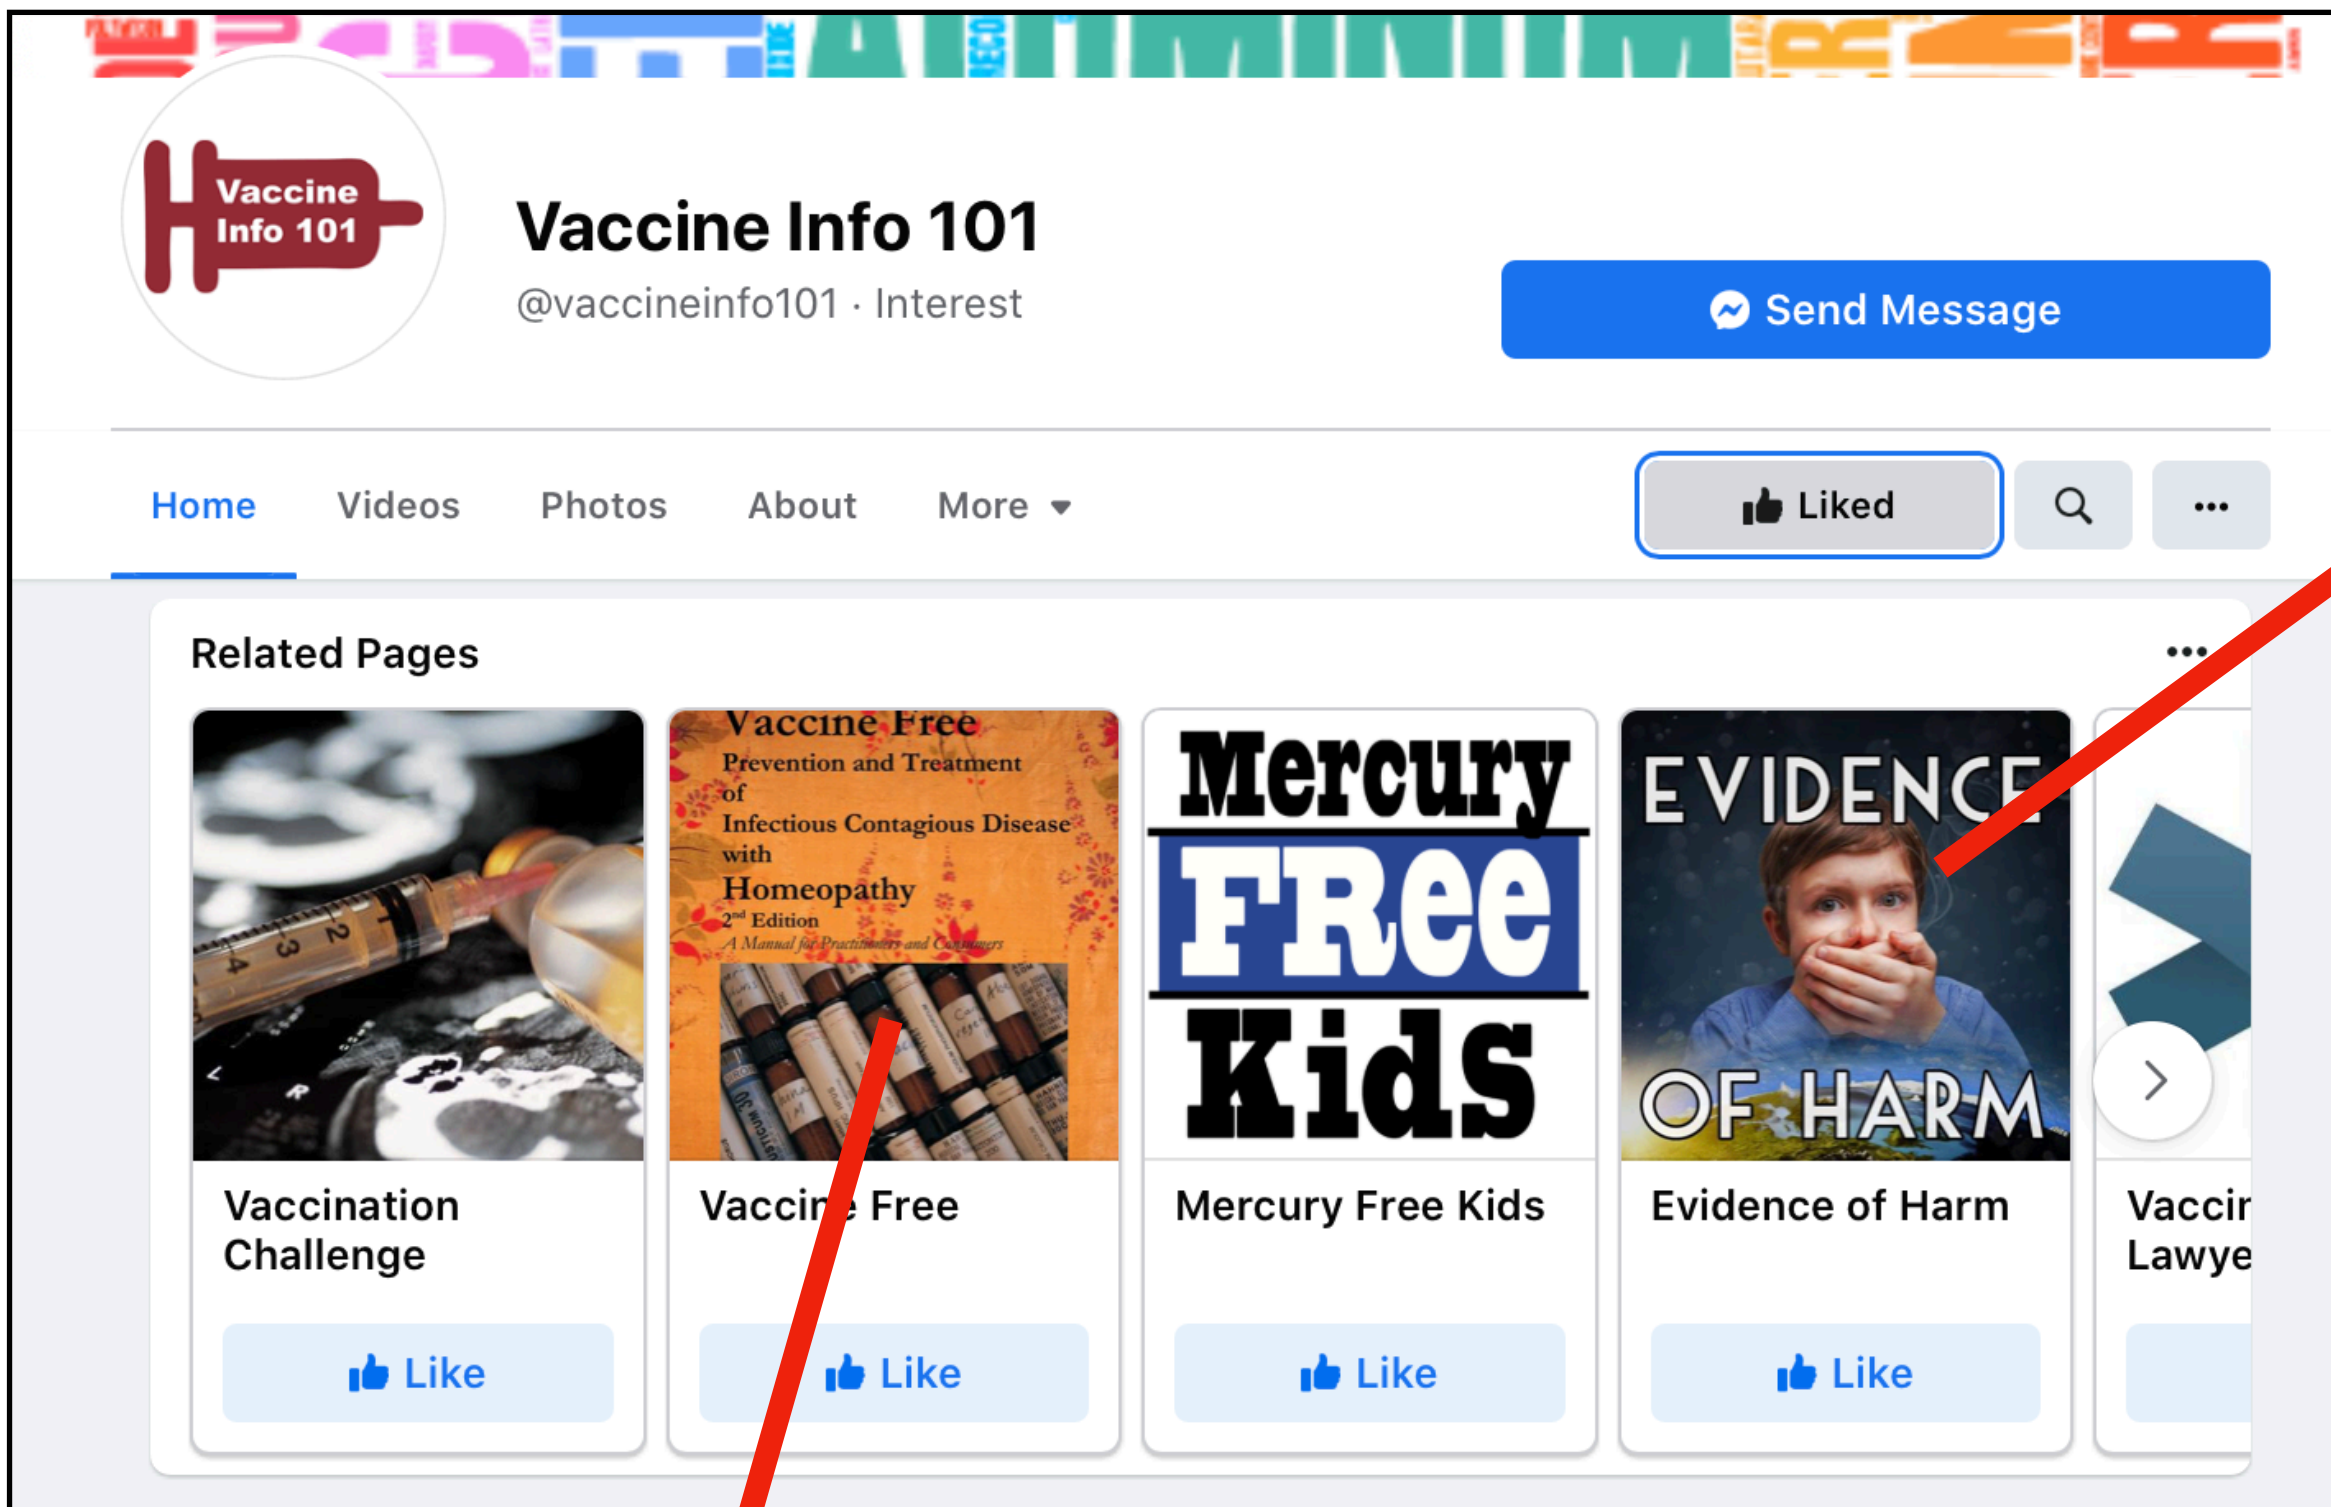 ALUMINUM
Vaccine
Info 101
Vaccine Info 101
@vaccineinfo101 · Interest
Send Message
Home
Videos
Photos
About
More
Liked
Related Pages
Vaccine Free
Prevention and Treatment
of
Infectious Contagious Disease
with
Homeopathy
2nd Edition
A Manual for Practitioners and Consumers
Mercury
FRee
KidS
EVIDENCE
OF HARM
Vaccination
Challenge
Vaccine Free
Mercury Free Kids
Evidence of Harm
Vaccin
Lawye
Like
Like
Like
Like